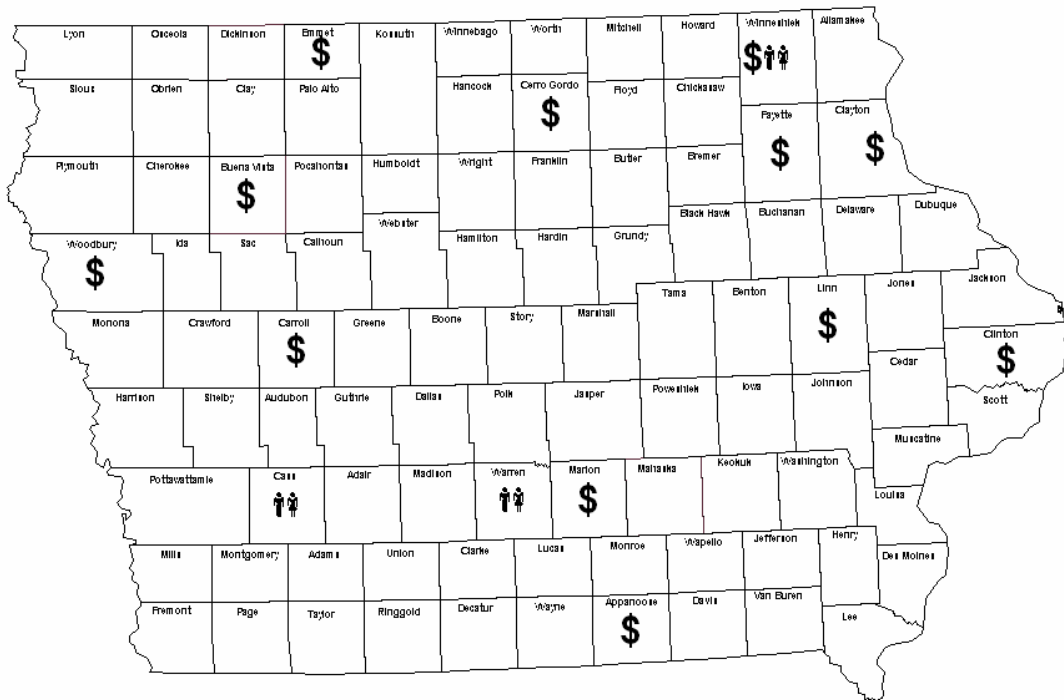 Lyon Osceola Dickinson Emmet Kossuth Winnebago Worth Mitchell Howard Winneshiek Allamakee
$ $
Sioux Obrien Clay Palo Alto Hancock Cerro Gordo Floyd Chickasaw Fayette Clayton
$ $ $
Plymouth Cherokee Buena Vista Pocahontas Humboldt Wright Franklin Butler Bremer
$
Webster Black Hawk Buchanan Delaware Dubuque
Woodbury Ida Sac Calhoun Hamilton Hardin Grundy
$
Tama Benton Linn Jones Jackson
$
Monona Crawford Carroll Greene Boone Story Marshall Clinton
$ $
Cedar
Harrison Shelby Audubon Guthrie Dallas Polk Jasper Poweshiek Iowa Johnson Scott
Muscatine
Pottawattamie Cass Adair Madison Warren Marion Mahaska Keokuk Washington
$
Louisa
Mills Montgomery Adams Union Clarke Lucas Monroe Wapello Jefferson Henry Des Moines
Fremont Page Taylor Ringgold Decatur Wayne Appanoose Davis Van Buren Lee
$